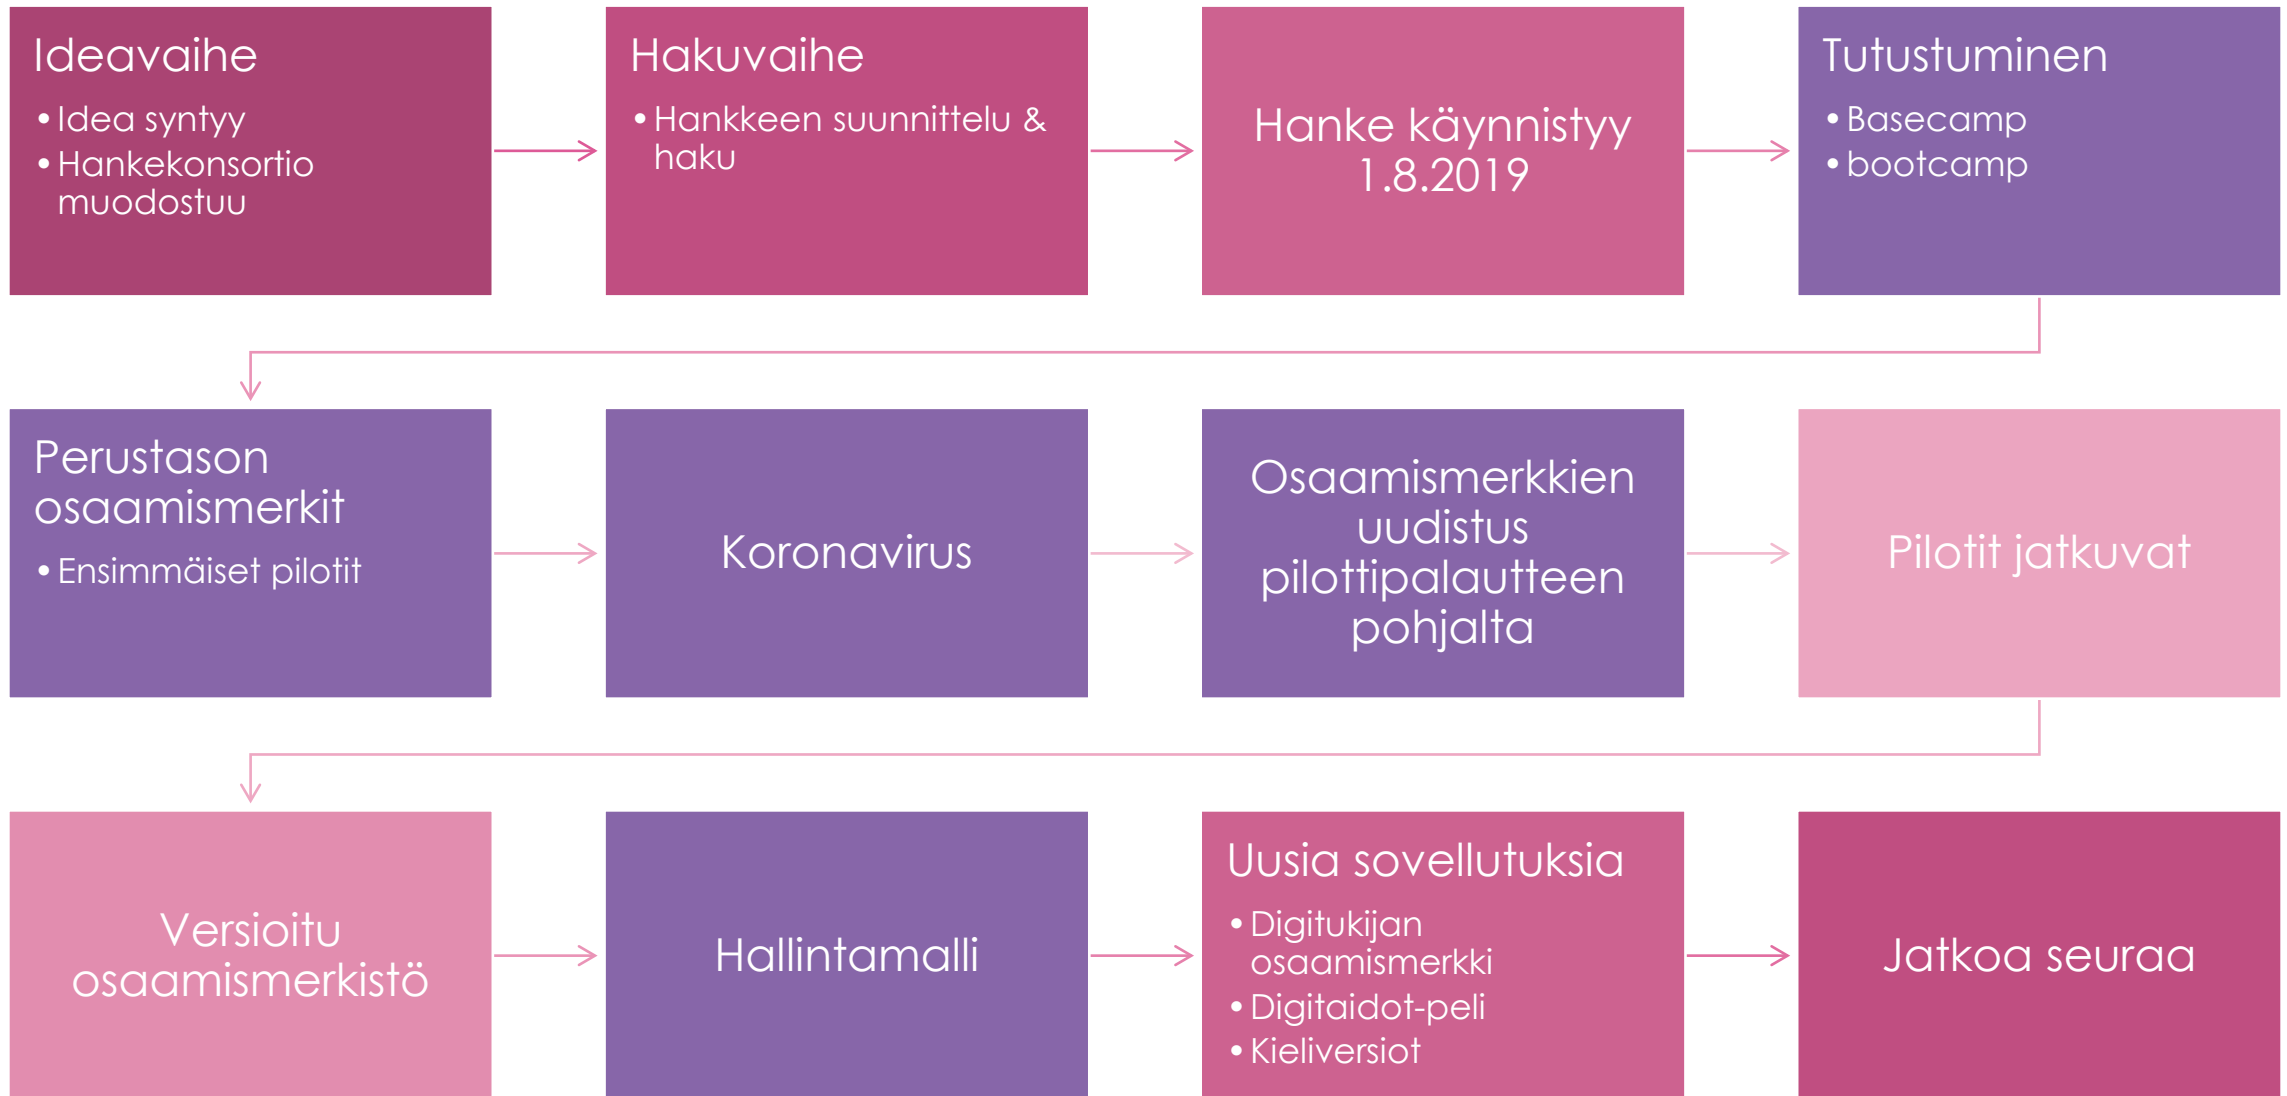 Ideavaihe
•Idea syntyy
•Hankekonsortio
muodostuu
Hakuvaihe
•Hankkeen suunnittelu &
haku
Hanke käynnistyy
1.8.2019
Tutustuminen
•Basecamp
•bootcamp
Perustason
osaamismerkit
•Ensimmäiset pilotit
Koronavirus
Osaamismerkkien
uudistus
pilottipalautteen
pohjalta
Pilotit jatkuvat
Versioitu
osaamismerkistö
Hallintamalli
Uusia sovellutuksia
•Digitukijan
osaamismerkki
•Digitaidot-peli
•Kieliversiot
Jatkoa seuraa